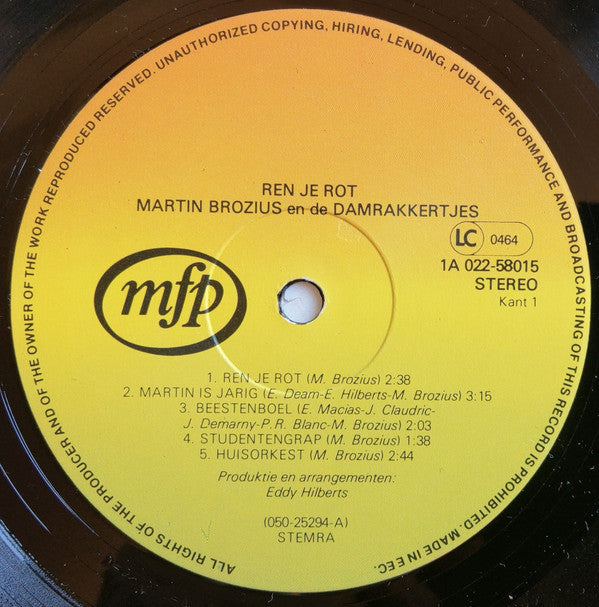 ALL RIGHTS OF THE PRODUCER AND OF THE OWNER OF THE WORK REPRODUCED RESERVED. UNAUTHORIZED COPYING, HIRING, LENDING, PUBLIC PERFORMANCE AND BROADCASTING OF THIS RECORD IS PROHIBITED. MADE IN EEC.
REN JE ROT
MARTIN BROZIUS en de DAMRAKKERTJES
LC 0464
1A 022-58015
STEREO
Kant 1
mfp
1. REN JE ROT (M. Brozius) 2:38
2. MARTIN IS JARIG (E. Deam-E. Hilberts-M. Brozius) 3:15
3. BEESTENBOEL (E. Macias-J. Claudric-
J. Demarny-P.R. Blanc-M. Brozius) 2:03
4. STUDENTENGRAP (M. Brozius) 1:38
5. HUISORKEST (M. Brozius) 2:44
Produktie en arrangementen:
Eddy Hilberts
(050-25294-A)
STEMRA